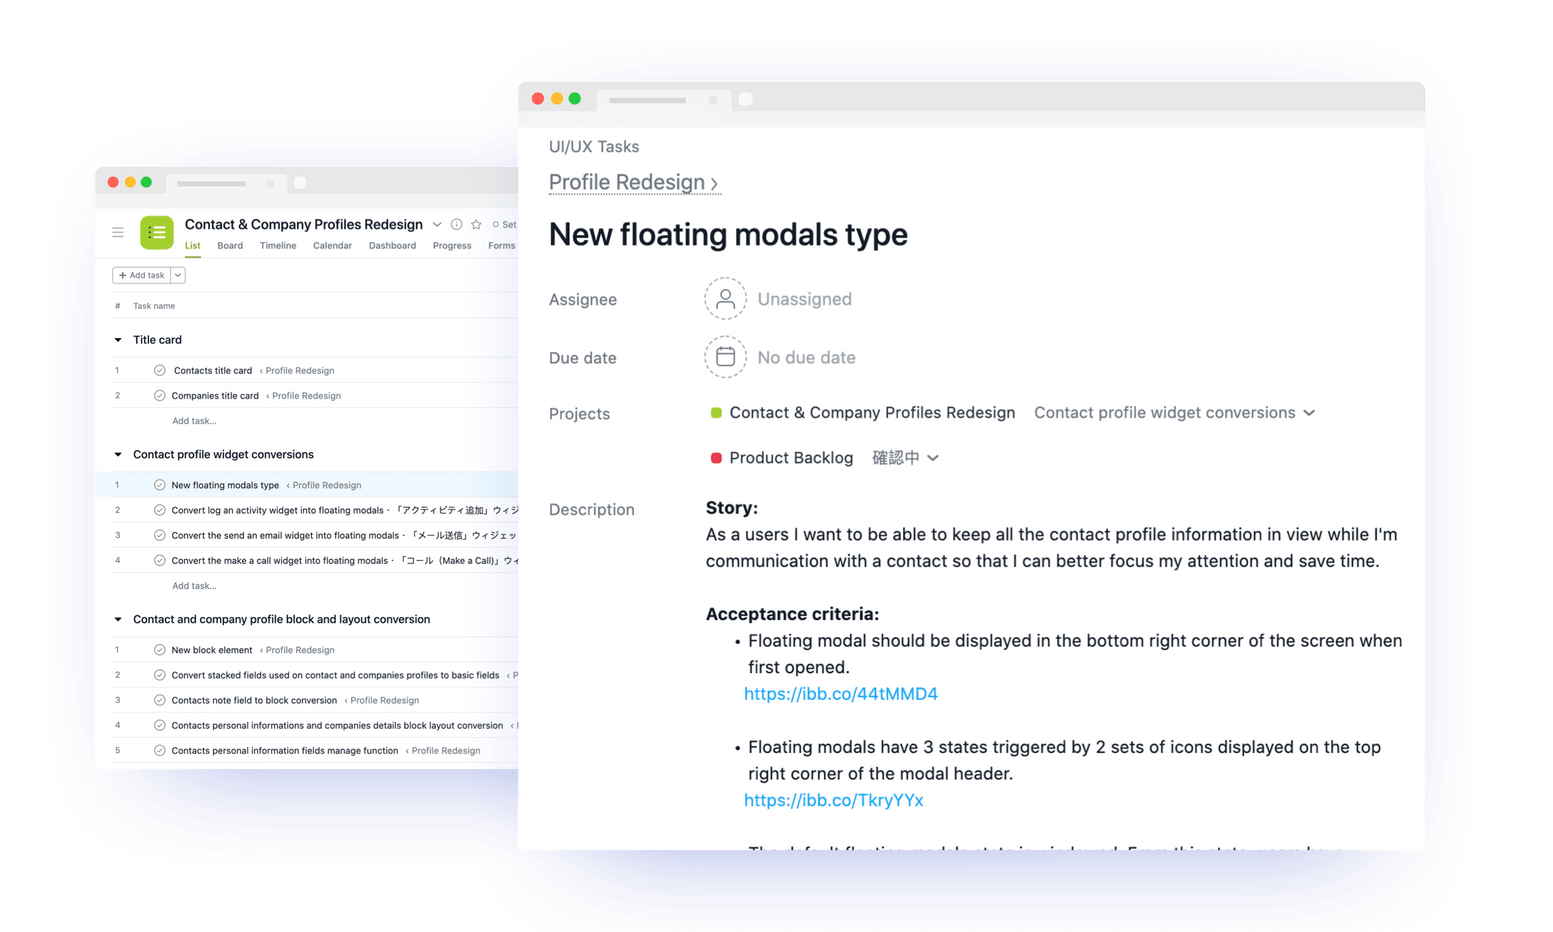 Contact & Company Profiles Redesign
Set
List Board Timeline Calendar Dashboard Progress Forms
+ Add task
# Task name
Title card
1 Contacts title card ‹ Profile Redesign
2 Companies title card ‹ Profile Redesign
Add task...
Contact profile widget conversions
1 New floating modals type ‹ Profile Redesign
2 Convert log an activity widget into floating modals・「アクティビティ追加」ウィジ
3 Convert the send an email widget into floating modals・「メール送信」ウィジェッ
4 Convert the make a call widget into floating modals・「コール（Make a Call)」ウィ
Add task...
Contact and company profile block and layout conversion
1 New block element ‹ Profile Redesign
2 Convert stacked fields used on contact and companies profiles to basic fields ‹ P
3 Contacts note field to block conversion ‹ Profile Redesign
4 Contacts personal informations and companies details block layout conversion ‹
5 Contacts personal information fields manage function ‹ Profile Redesign
UI/UX Tasks
Profile Redesign ›
New floating modals type
Assignee Unassigned
Due date No due date
Projects Contact & Company Profiles Redesign Contact profile widget conversions
Product Backlog 確認中
Description
Story:
As a users I want to be able to keep all the contact profile information in view while I'm
communication with a contact so that I can better focus my attention and save time.
Acceptance criteria:
• Floating modal should be displayed in the bottom right corner of the screen when
first opened.
https://ibb.co/44tMMD4
• Floating modals have 3 states triggered by 2 sets of icons displayed on the top
right corner of the modal header.
https://ibb.co/TkryYYx